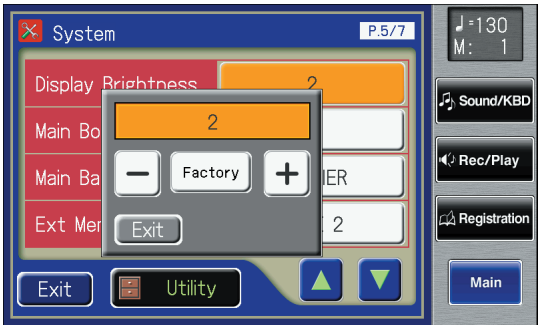 System
P.5/7
♩=130
M: 1
Display Brightness
2
2
Main Bo
Main Ba
IER
− Factory +
Ext Mem
2
Exit
Exit
Utility
Sound/KBD
Rec/Play
Registration
Main